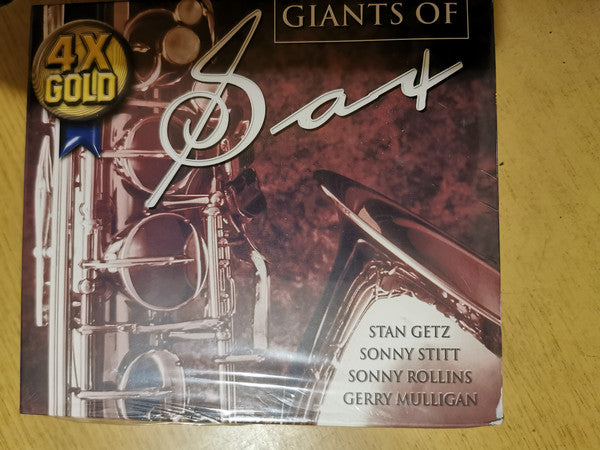 GIANTS OF
Sax
4X
GOLD
STAN GETZ
SONNY STITT
SONNY ROLLINS
GERRY MULLIGAN